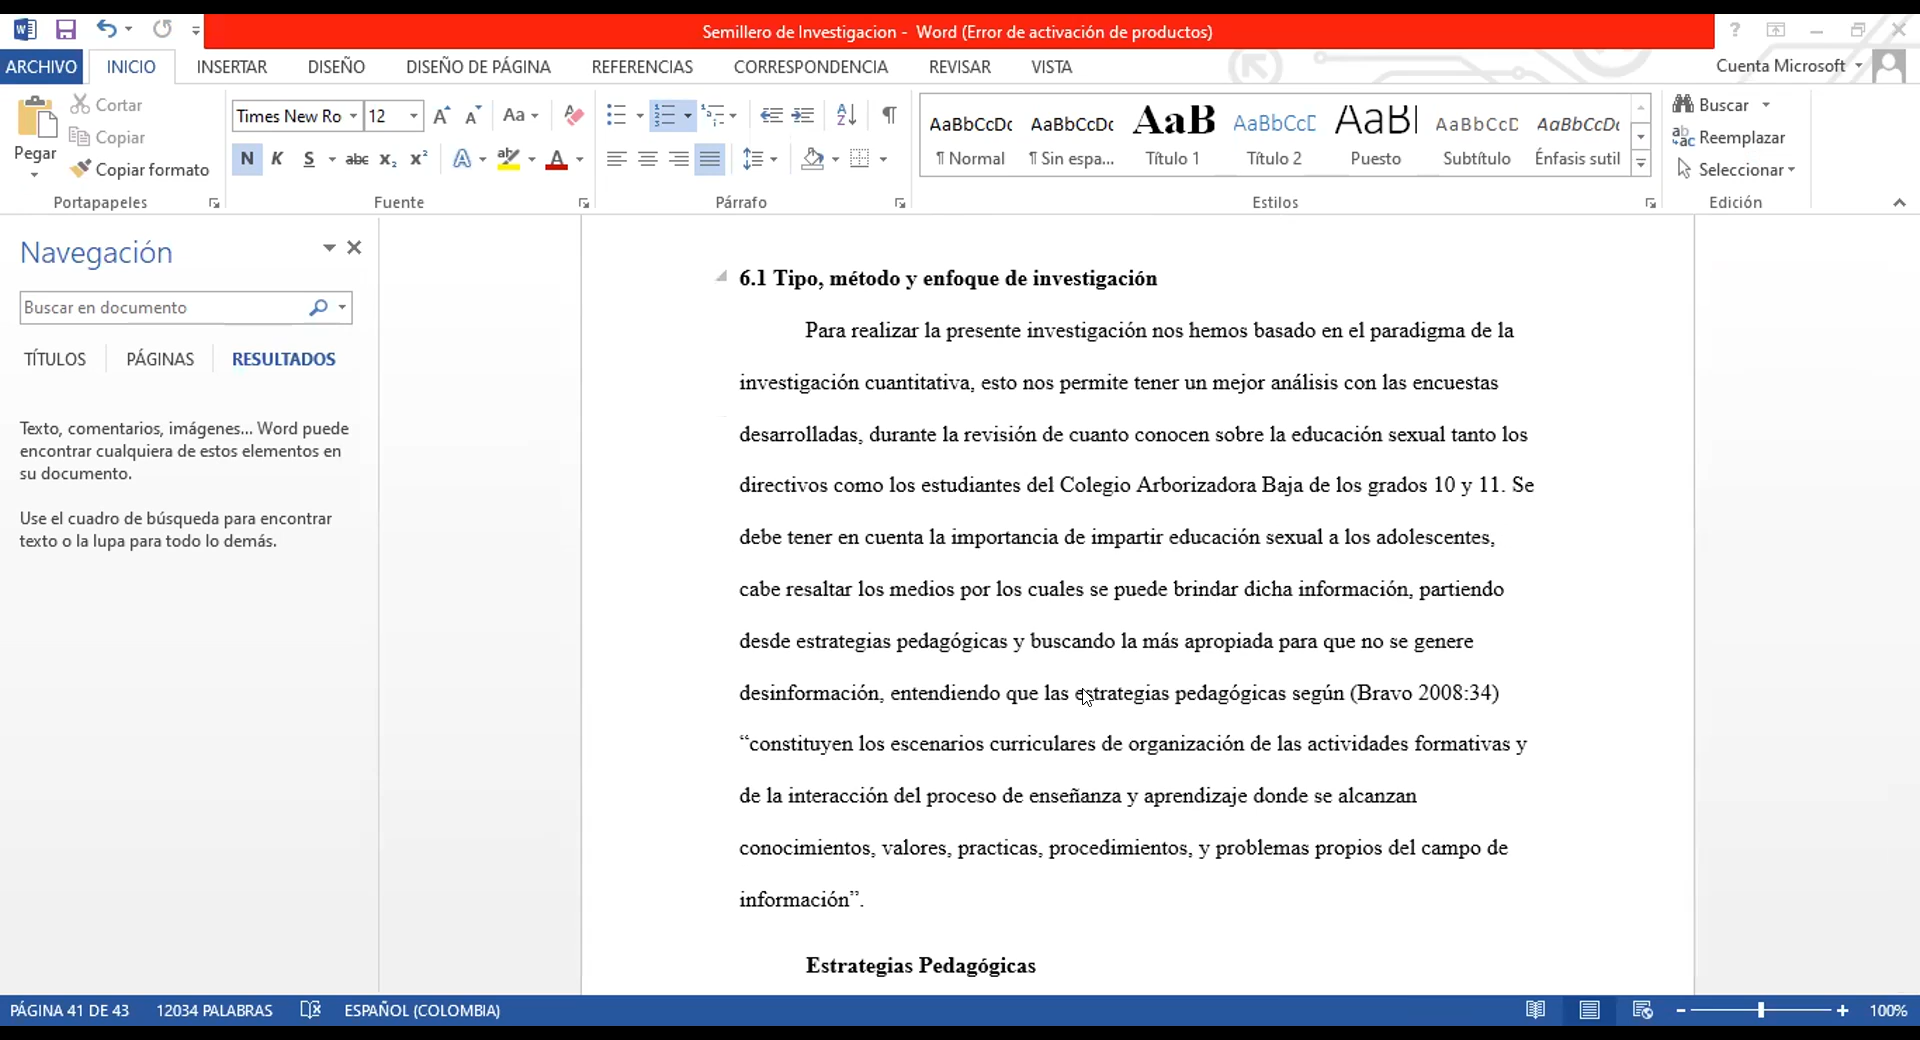 Semillero de Investigacion - Word (Error de activación de productos)
ARCHIVO INICIO INSERTAR DISEÑO DISEÑO DE PÁGINA REFERENCIAS CORRESPONDENCIA REVISAR VISTA Cuenta Microsoft
Pegar
Cortar
Copiar
Copiar formato
Portapapeles
Times New Ro 12
Aa
N K S abc x₂ x² A A
Fuente
Párrafo
AaBbCcDc AaBbCcDc AaB AaBbCcD AaB AaBbCcD AaBbCcDc
¶ Normal ¶ Sin espa... Título 1 Título 2 Puesto Subtítulo Énfasis sutil
Estilos
Buscar
Reemplazar
Seleccionar
Edición
Navegación
Buscar en documento
TÍTULOS PÁGINAS RESULTADOS
Texto, comentarios, imágenes... Word puede
encontrar cualquiera de estos elementos en
su documento.
Use el cuadro de búsqueda para encontrar
texto o la lupa para todo lo demás.
6.1 Tipo, método y enfoque de investigación
Para realizar la presente investigación nos hemos basado en el paradigma de la
investigación cuantitativa, esto nos permite tener un mejor análisis con las encuestas
desarrolladas, durante la revisión de cuanto conocen sobre la educación sexual tanto los
directivos como los estudiantes del Colegio Arborizadora Baja de los grados 10 y 11. Se
debe tener en cuenta la importancia de impartir educación sexual a los adolescentes,
cabe resaltar los medios por los cuales se puede brindar dicha información, partiendo
desde estrategias pedagógicas y buscando la más apropiada para que no se genere
desinformación, entendiendo que las estrategias pedagógicas según (Bravo 2008:34)
“constituyen los escenarios curriculares de organización de las actividades formativas y
de la interacción del proceso de enseñanza y aprendizaje donde se alcanzan
conocimientos, valores, practicas, procedimientos, y problemas propios del campo de
información”.
Estrategias Pedagógicas
PÁGINA 41 DE 43 12034 PALABRAS ESPAÑOL (COLOMBIA) 100%